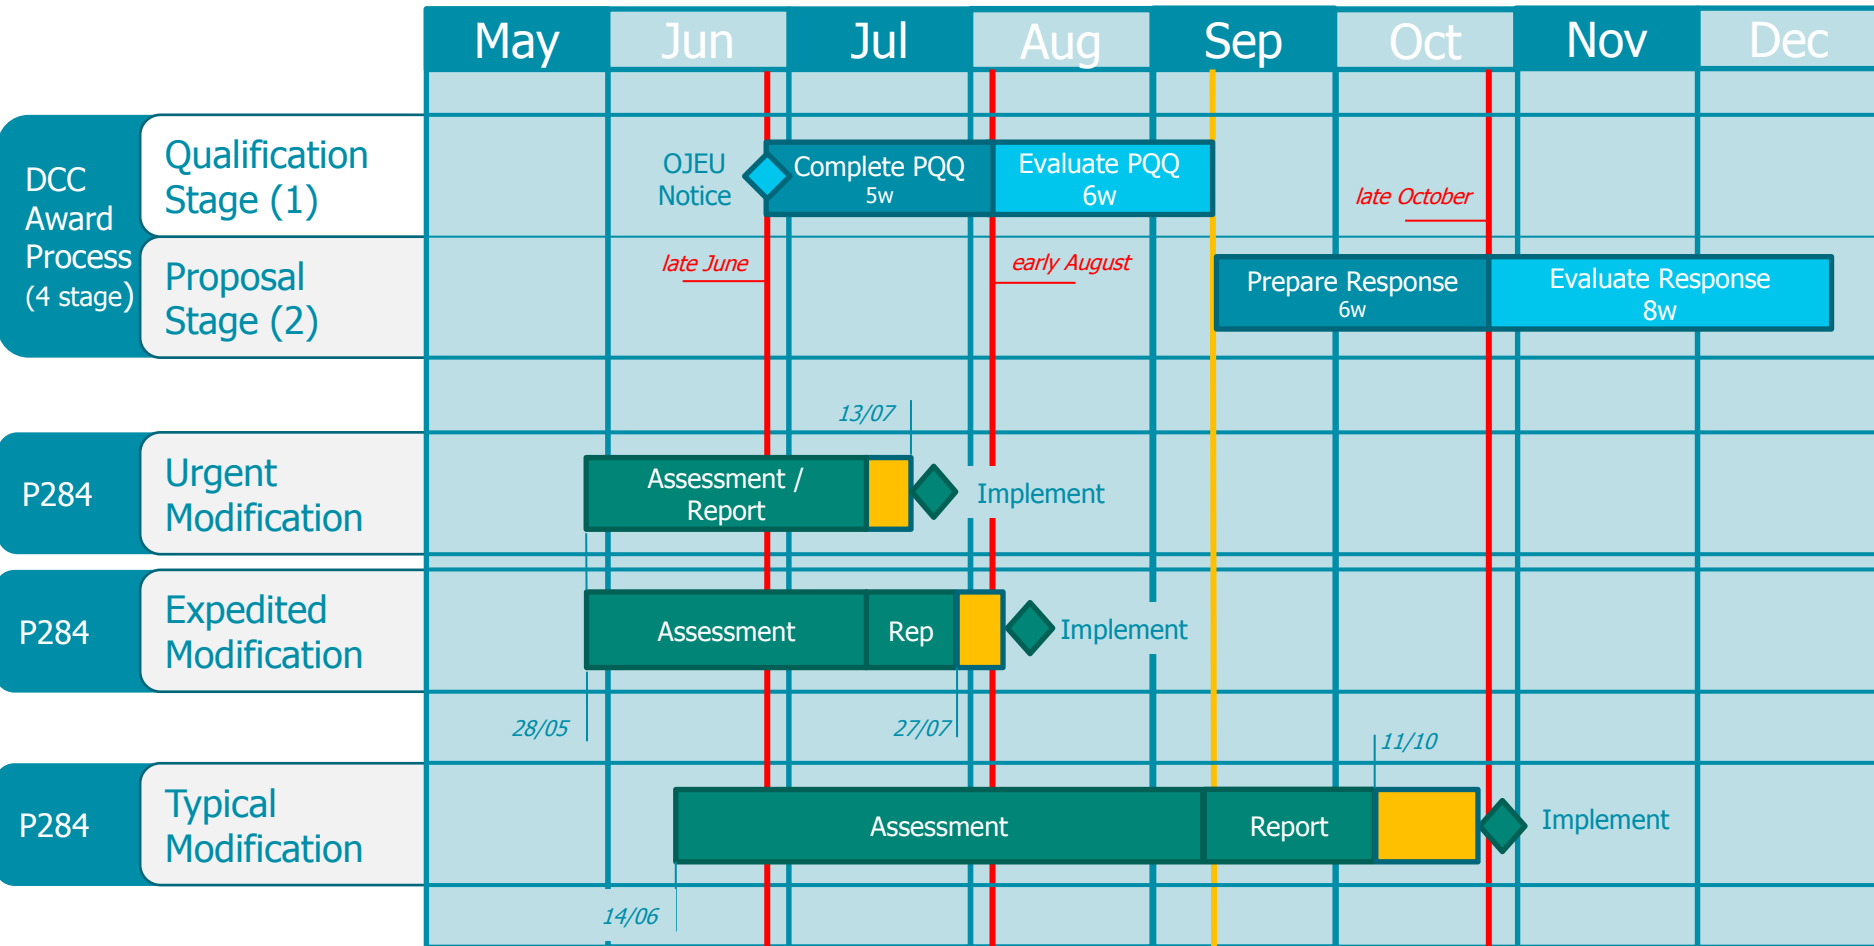 May Jun Jul Aug Sep Oct Nov Dec
DCC
Award
Process
(4 stage)
Qualification
Stage (1)
OJEU
Notice
Complete PQQ
5w
Evaluate PQQ
6w
late October
Proposal
Stage (2)
late June
early August
Prepare Response
6w
Evaluate Response
8w
13/07
P284
Urgent
Modification
Assessment /
Report
Implement
P284
Expedited
Modification
Assessment
Rep
Implement
28/05
27/07
11/10
P284
Typical
Modification
Assessment
Report
Implement
14/06